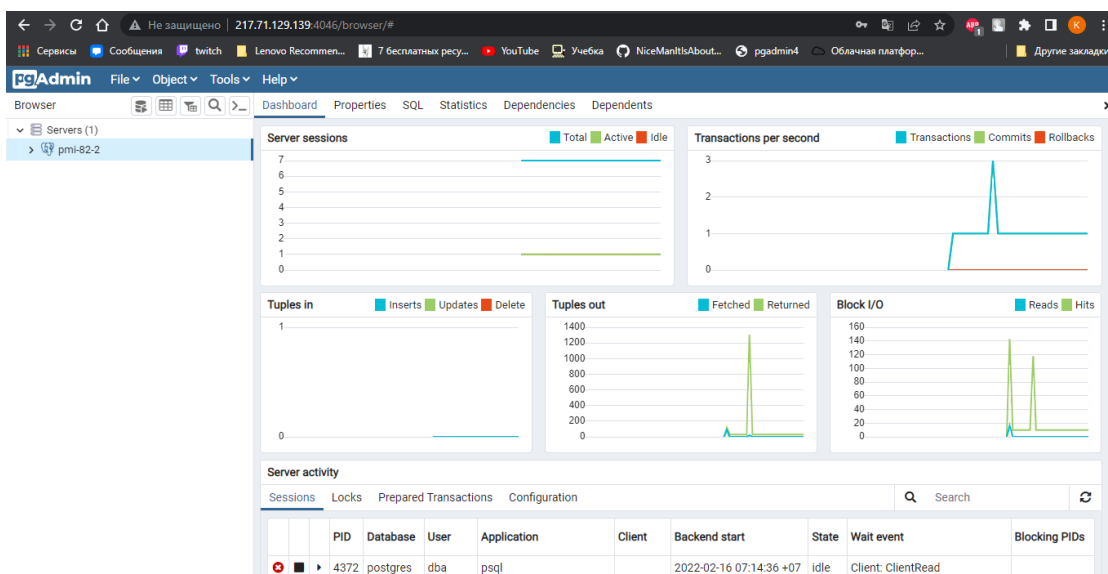 Не защищено | 217.71.129.139:4046/browser/#
Сервисы Сообщения twitch Lenovo Recommen... 7 бесплатных ресу... YouTube Учебка NiceManItIsAbout... pgadmin4 Облачная платфор... Другие закладки
pgAdmin File Object Tools Help
Browser Dashboard Properties SQL Statistics Dependencies Dependents
Servers (1)
pmi-82-2
Server sessions Total Active Idle
7
6
5
4
3
2
1
0
Transactions per second Transactions Commits Rollbacks
3
2
1
0
Tuples in Inserts Updates Delete
1
0
Tuples out Fetched Returned
1400
1200
1000
800
600
400
200
0
Block I/O Reads Hits
160
140
120
100
80
60
40
20
0
Server activity
Sessions Locks Prepared Transactions Configuration Search
PID Database User Application Client Backend start State Wait event Blocking PIDs
4372 postgres dba psql 2022-02-16 07:14:36 +07 idle Client: ClientRead